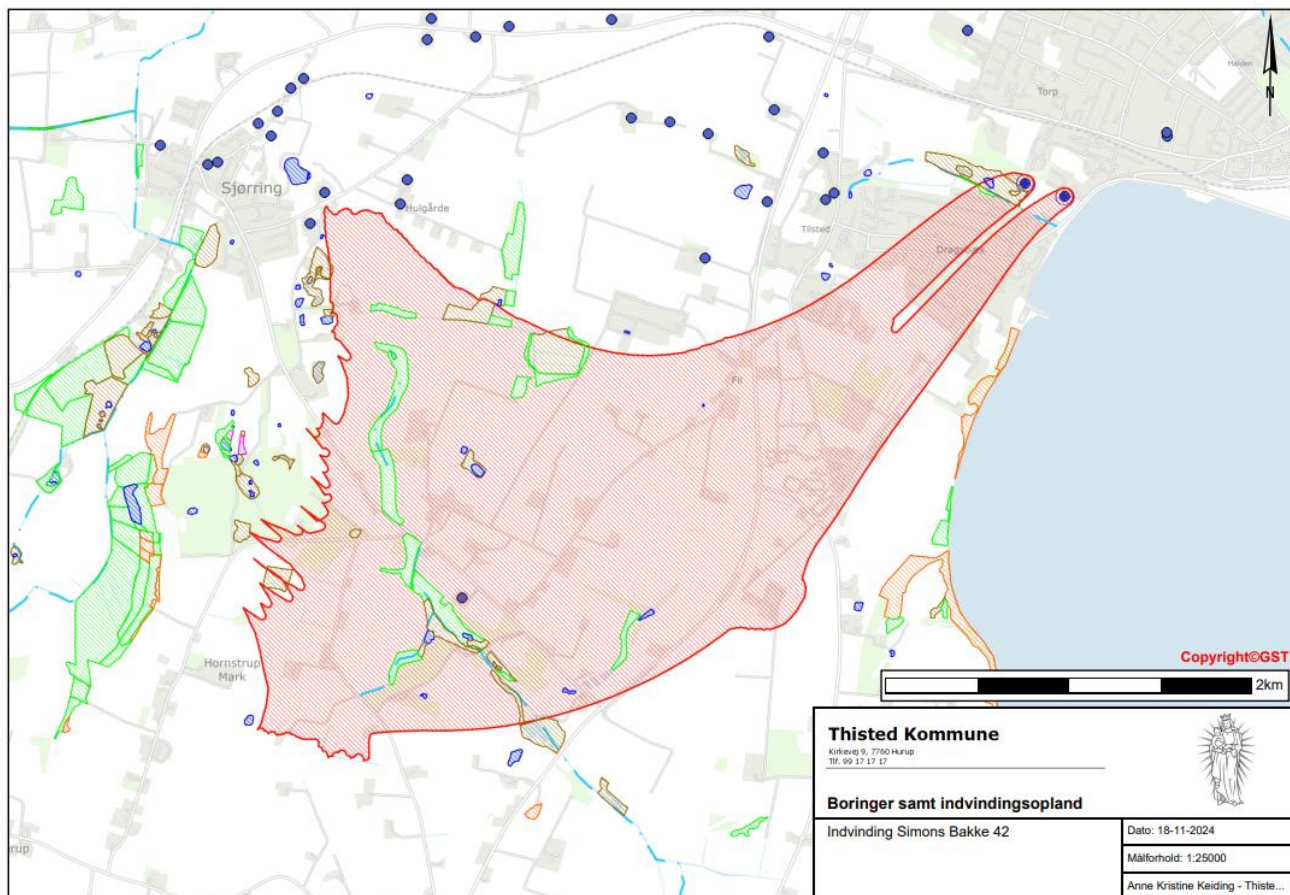 Halden
Torp
N
Sjørring
Hulgårde
Tilsted
Dragsbæk
Fil
Hornstrup
Mark
rup
Copyright©GST
2km
Thisted Kommune
Kirkevej 9, 7760 Hurup
Tlf. 99 17 17 17
Boringer samt indvindingsopland
Indvinding Simons Bakke 42
Dato: 18-11-2024
Målforhold: 1:25000
Anne Kristine Keiding - Thiste...